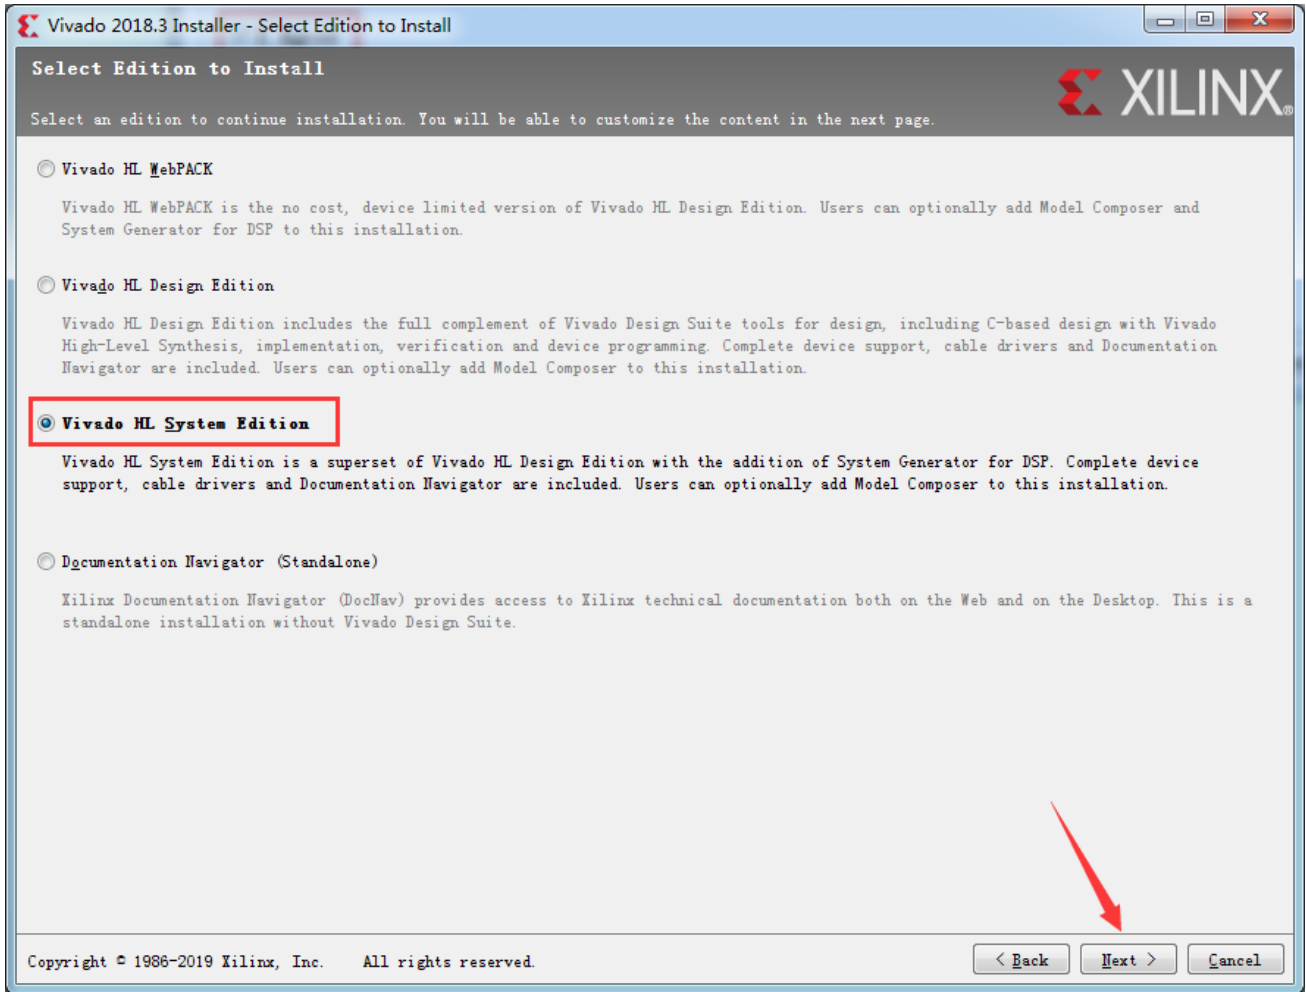 Vivado 2018.3 Installer - Select Edition to Install
Select Edition to Install
XILINX®
Select an edition to continue installation. You will be able to customize the content in the next page.
Vivado HL WebPACK
Vivado HL WebPACK is the no cost, device limited version of Vivado HL Design Edition. Users can optionally add Model Composer and
System Generator for DSP to this installation.
Vivado HL Design Edition
Vivado HL Design Edition includes the full complement of Vivado Design Suite tools for design, including C-based design with Vivado
High-Level Synthesis, implementation, verification and device programming. Complete device support, cable drivers and Documentation
Navigator are included. Users can optionally add Model Composer to this installation.
Vivado HL System Edition
Vivado HL System Edition is a superset of Vivado HL Design Edition with the addition of System Generator for DSP. Complete device
support, cable drivers and Documentation Navigator are included. Users can optionally add Model Composer to this installation.
Documentation Navigator (Standalone)
Xilinx Documentation Navigator (DocNav) provides access to Xilinx technical documentation both on the Web and on the Desktop. This is a
standalone installation without Vivado Design Suite.
Copyright © 1986-2019 Xilinx, Inc. All rights reserved.
< Back
Next >
Cancel